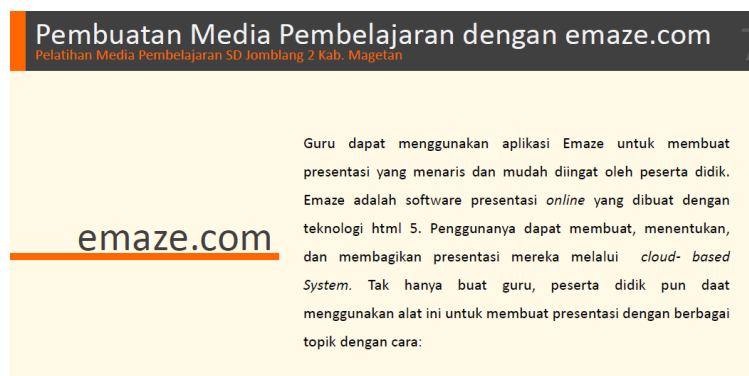 Pembuatan Media Pembelajaran dengan emaze.com
Pelatihan Media Pembelajaran SD Jomblang 2 Kab. Magetan
emaze.com
Guru dapat menggunakan aplikasi Emaze untuk membuat
presentasi yang menaris dan mudah diingat oleh peserta didik.
Emaze adalah software presentasi online yang dibuat dengan
teknologi html 5. Penggunanya dapat membuat, menentukan,
dan membagikan presentasi mereka melalui cloud- based
System. Tak hanya buat guru, peserta didik pun daat
menggunakan alat ini untuk membuat presentasi dengan berbagai
topik dengan cara: